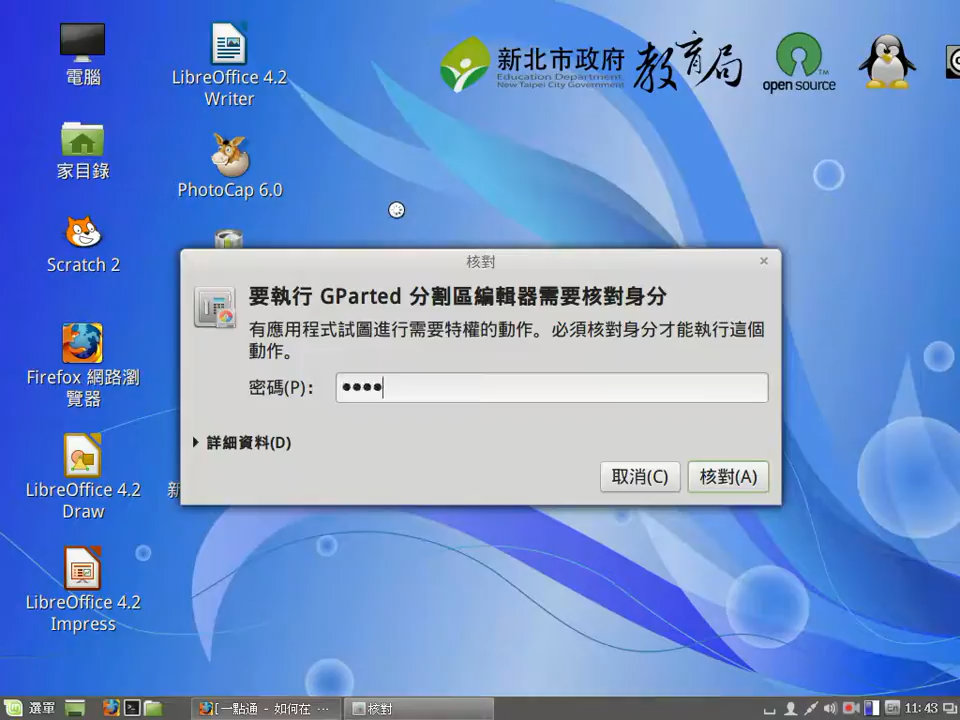 電腦
LibreOffice 4.2
Writer
新北市政府
Education Department,
New Taipei City Government
教育局
open source
TM
家目錄
PhotoCap 6.0
Scratch 2
核對
要執行 GParted 分割區編輯器需要核對身分
有應用程式試圖進行需要特權的動作。必須核對身分才能執行這個
動作。
密碼(P)：
••••
詳細資料(D)
取消(C)
核對(A)
Firefox 網路瀏
覽器
LibreOffice 4.2
Draw
新
LibreOffice 4.2
Impress
選單
[一點通 - 如何在 ...
核對
En
11:43